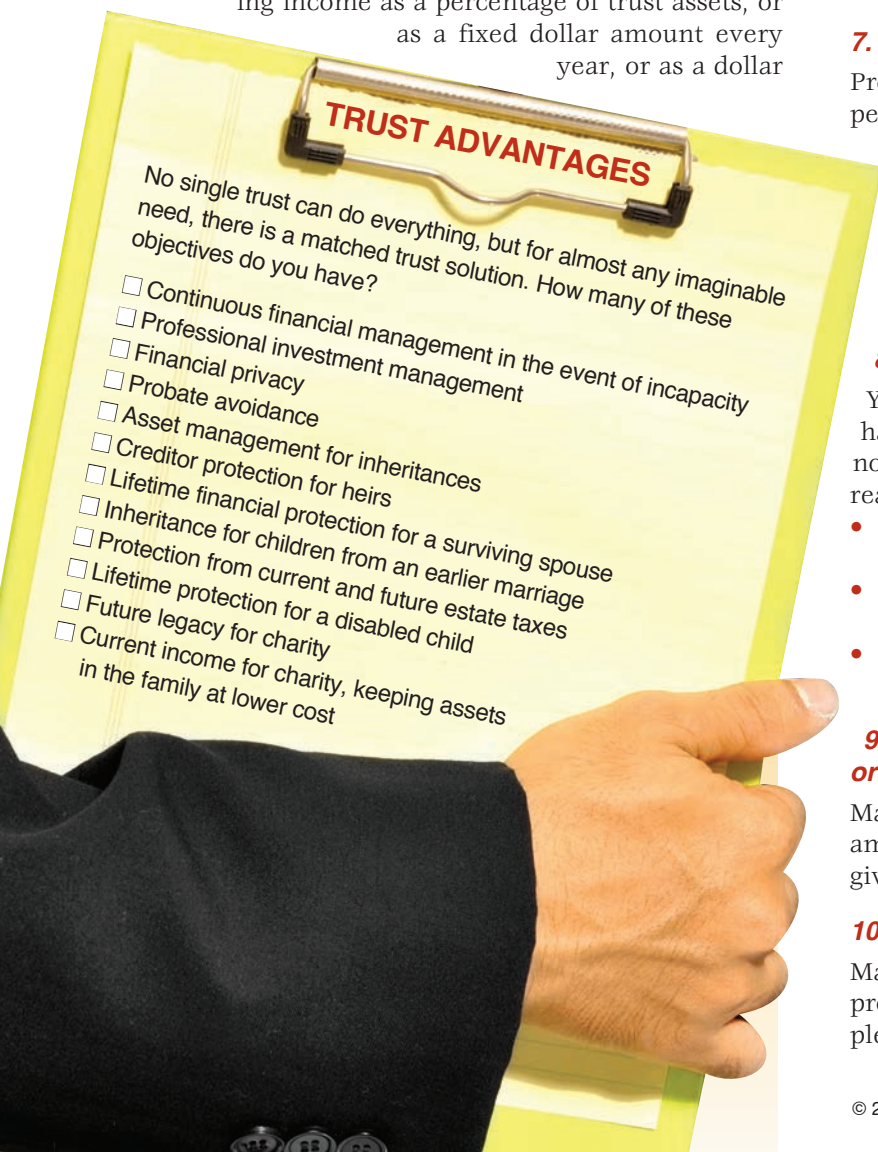 ing income as a percentage of trust assets, or
as a fixed dollar amount every
year, or as a dollar
TRUST ADVANTAGES
No single trust can do everything, but for almost any imaginable
need, there is a matched trust solution. How many of these
objectives do you have?
Continuous financial management in the event of incapacity
Professional investment management
Financial privacy
Probate avoidance
Asset management for inheritances
Creditor protection for heirs
Lifetime financial protection for a surviving spouse
Inheritance for children from an earlier marriage
Protection from current and future estate taxes
Lifetime protection for a disabled child
Future legacy for charity
Current income for charity, keeping assets
in the family at lower cost
7.
9
or
10
©